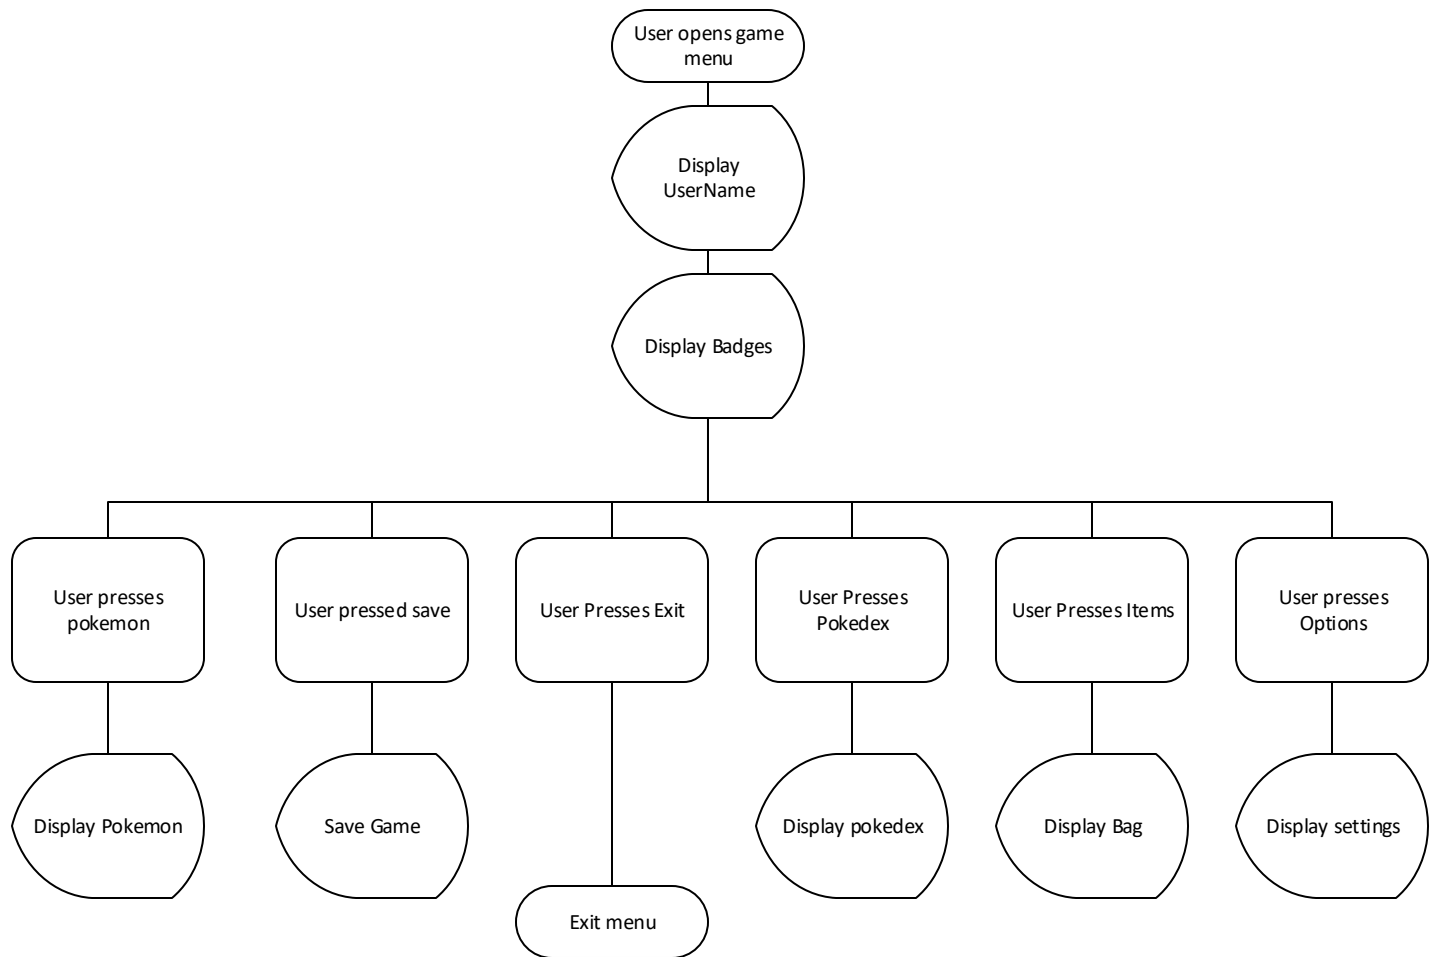 User opens game
menu
Display
UserName
Display Badges
User presses
pokemon
User pressed save
User Presses Exit
User Presses
Pokedex
User Presses Items
User presses
Options
Display Pokemon
Save Game
Display pokedex
Display Bag
Display settings
Exit menu